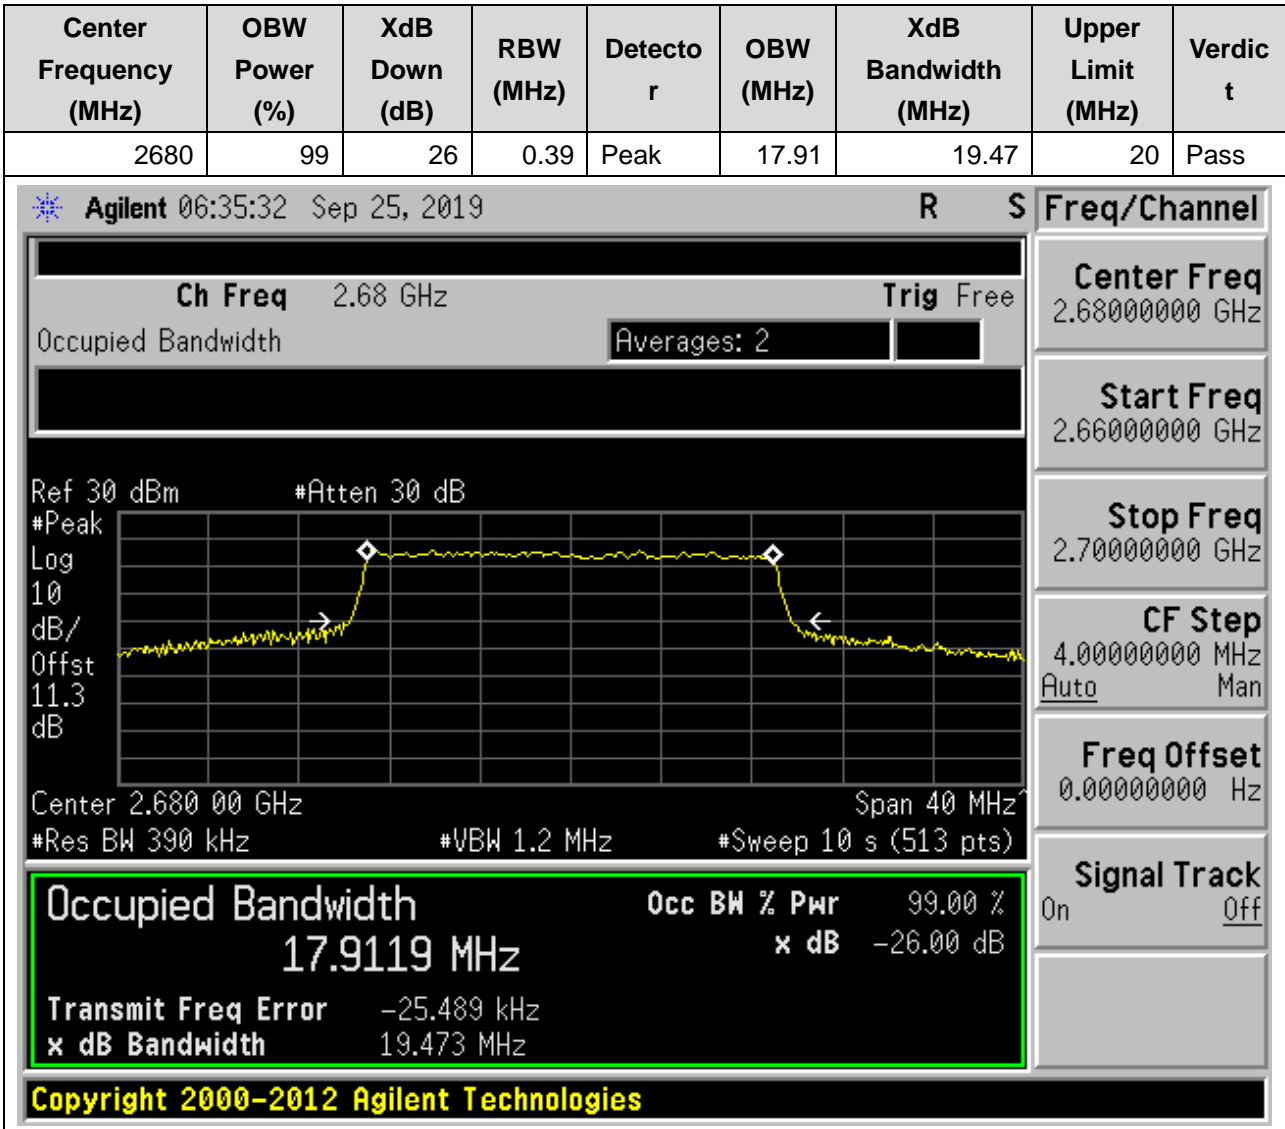 Center Frequency (MHz) OBW Power (%) XdB Down (dB) RBW (MHz) Detector OBW (MHz) XdB Bandwidth (MHz) Upper Limit (MHz) Verdict
2680 99 26 0.39 Peak 17.91 19.47 20 Pass
Agilent 06:35:32 Sep 25, 2019 R S
Ch Freq 2.68 GHz Trig Free
Occupied Bandwidth Averages: 2
Ref 30 dBm #Atten 30 dB
#Peak
Log
10
dB/
Offst
11.3
dB
Center 2.680 00 GHz Span 40 MHz^
#Res BW 390 kHz #VBW 1.2 MHz #Sweep 10 s (513 pts)
Occupied Bandwidth Occ BW % Pwr 99.00 %
17.9119 MHz x dB -26.00 dB
Transmit Freq Error -25.489 kHz
x dB Bandwidth 19.473 MHz
Copyright 2000-2012 Agilent Technologies
Freq/Channel
Center Freq
2.68000000 GHz
Start Freq
2.66000000 GHz
Stop Freq
2.70000000 GHz
CF Step
4.00000000 MHz
Auto Man
Freq Offset
0.00000000 Hz
Signal Track
On Off